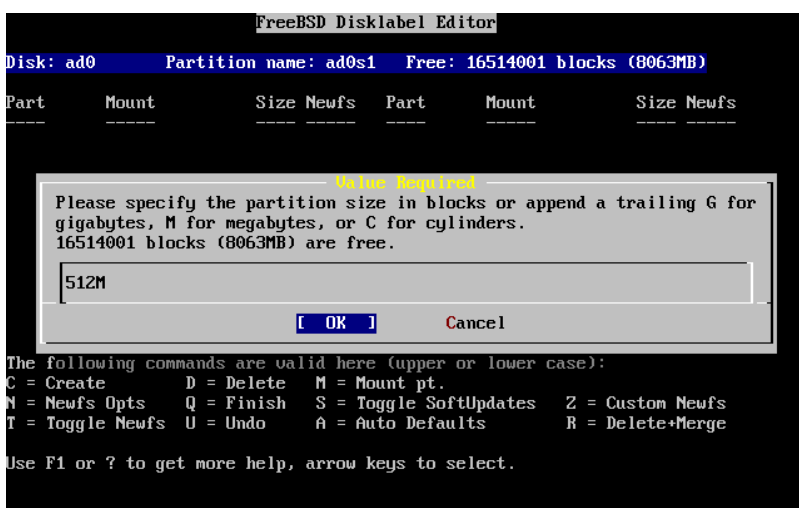 FreeBSD Disklabel Editor
Disk: ad0 Partition name: ad0s1 Free: 16514001 blocks (8063MB)
Part Mount Size Newfs Part Mount Size Newfs
---- ----- ---- ----- ---- ----- ---- -----
Value Required
Please specify the partition size in blocks or append a trailing G for
gigabytes, M for megabytes, or C for cylinders.
16514001 blocks (8063MB) are free.
512M
[ OK ] Cancel
The following commands are valid here (upper or lower case):
C = Create D = Delete M = Mount pt.
N = Newfs Opts Q = Finish S = Toggle SoftUpdates Z = Custom Newfs
T = Toggle Newfs U = Undo A = Auto Defaults R = Delete+Merge
Use F1 or ? to get more help, arrow keys to select.